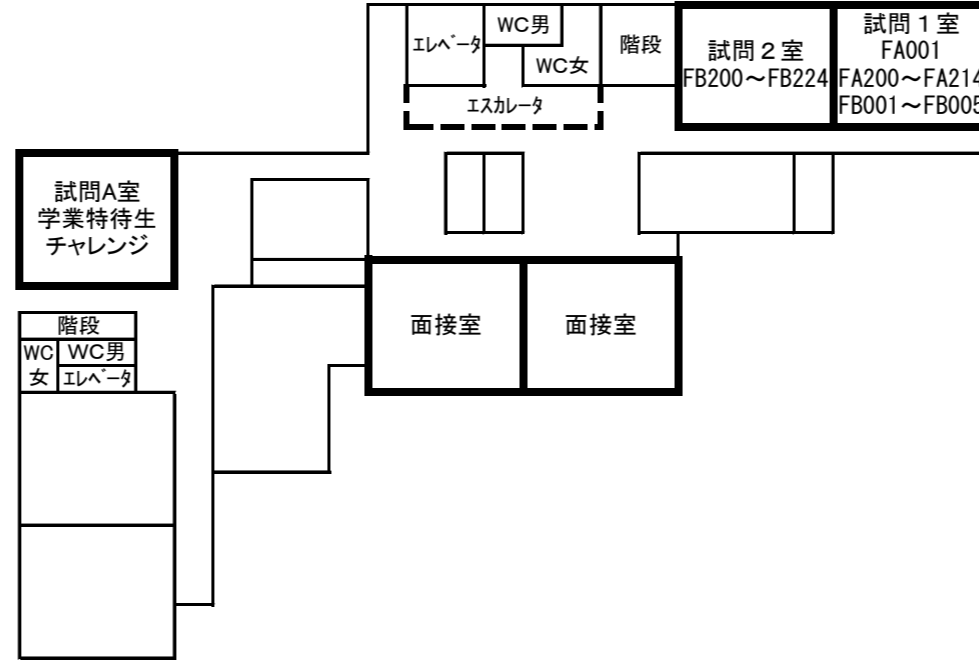 エレベータ
WC男
WC女
階段
エスカレータ
試問２室
FB200～FB224
試問１室
FA001
FA200～FA214
FB001～FB005
試問A室
学業特待生
チャレンジ
面接室
面接室
階段
WC
女
WC男
エレベータ